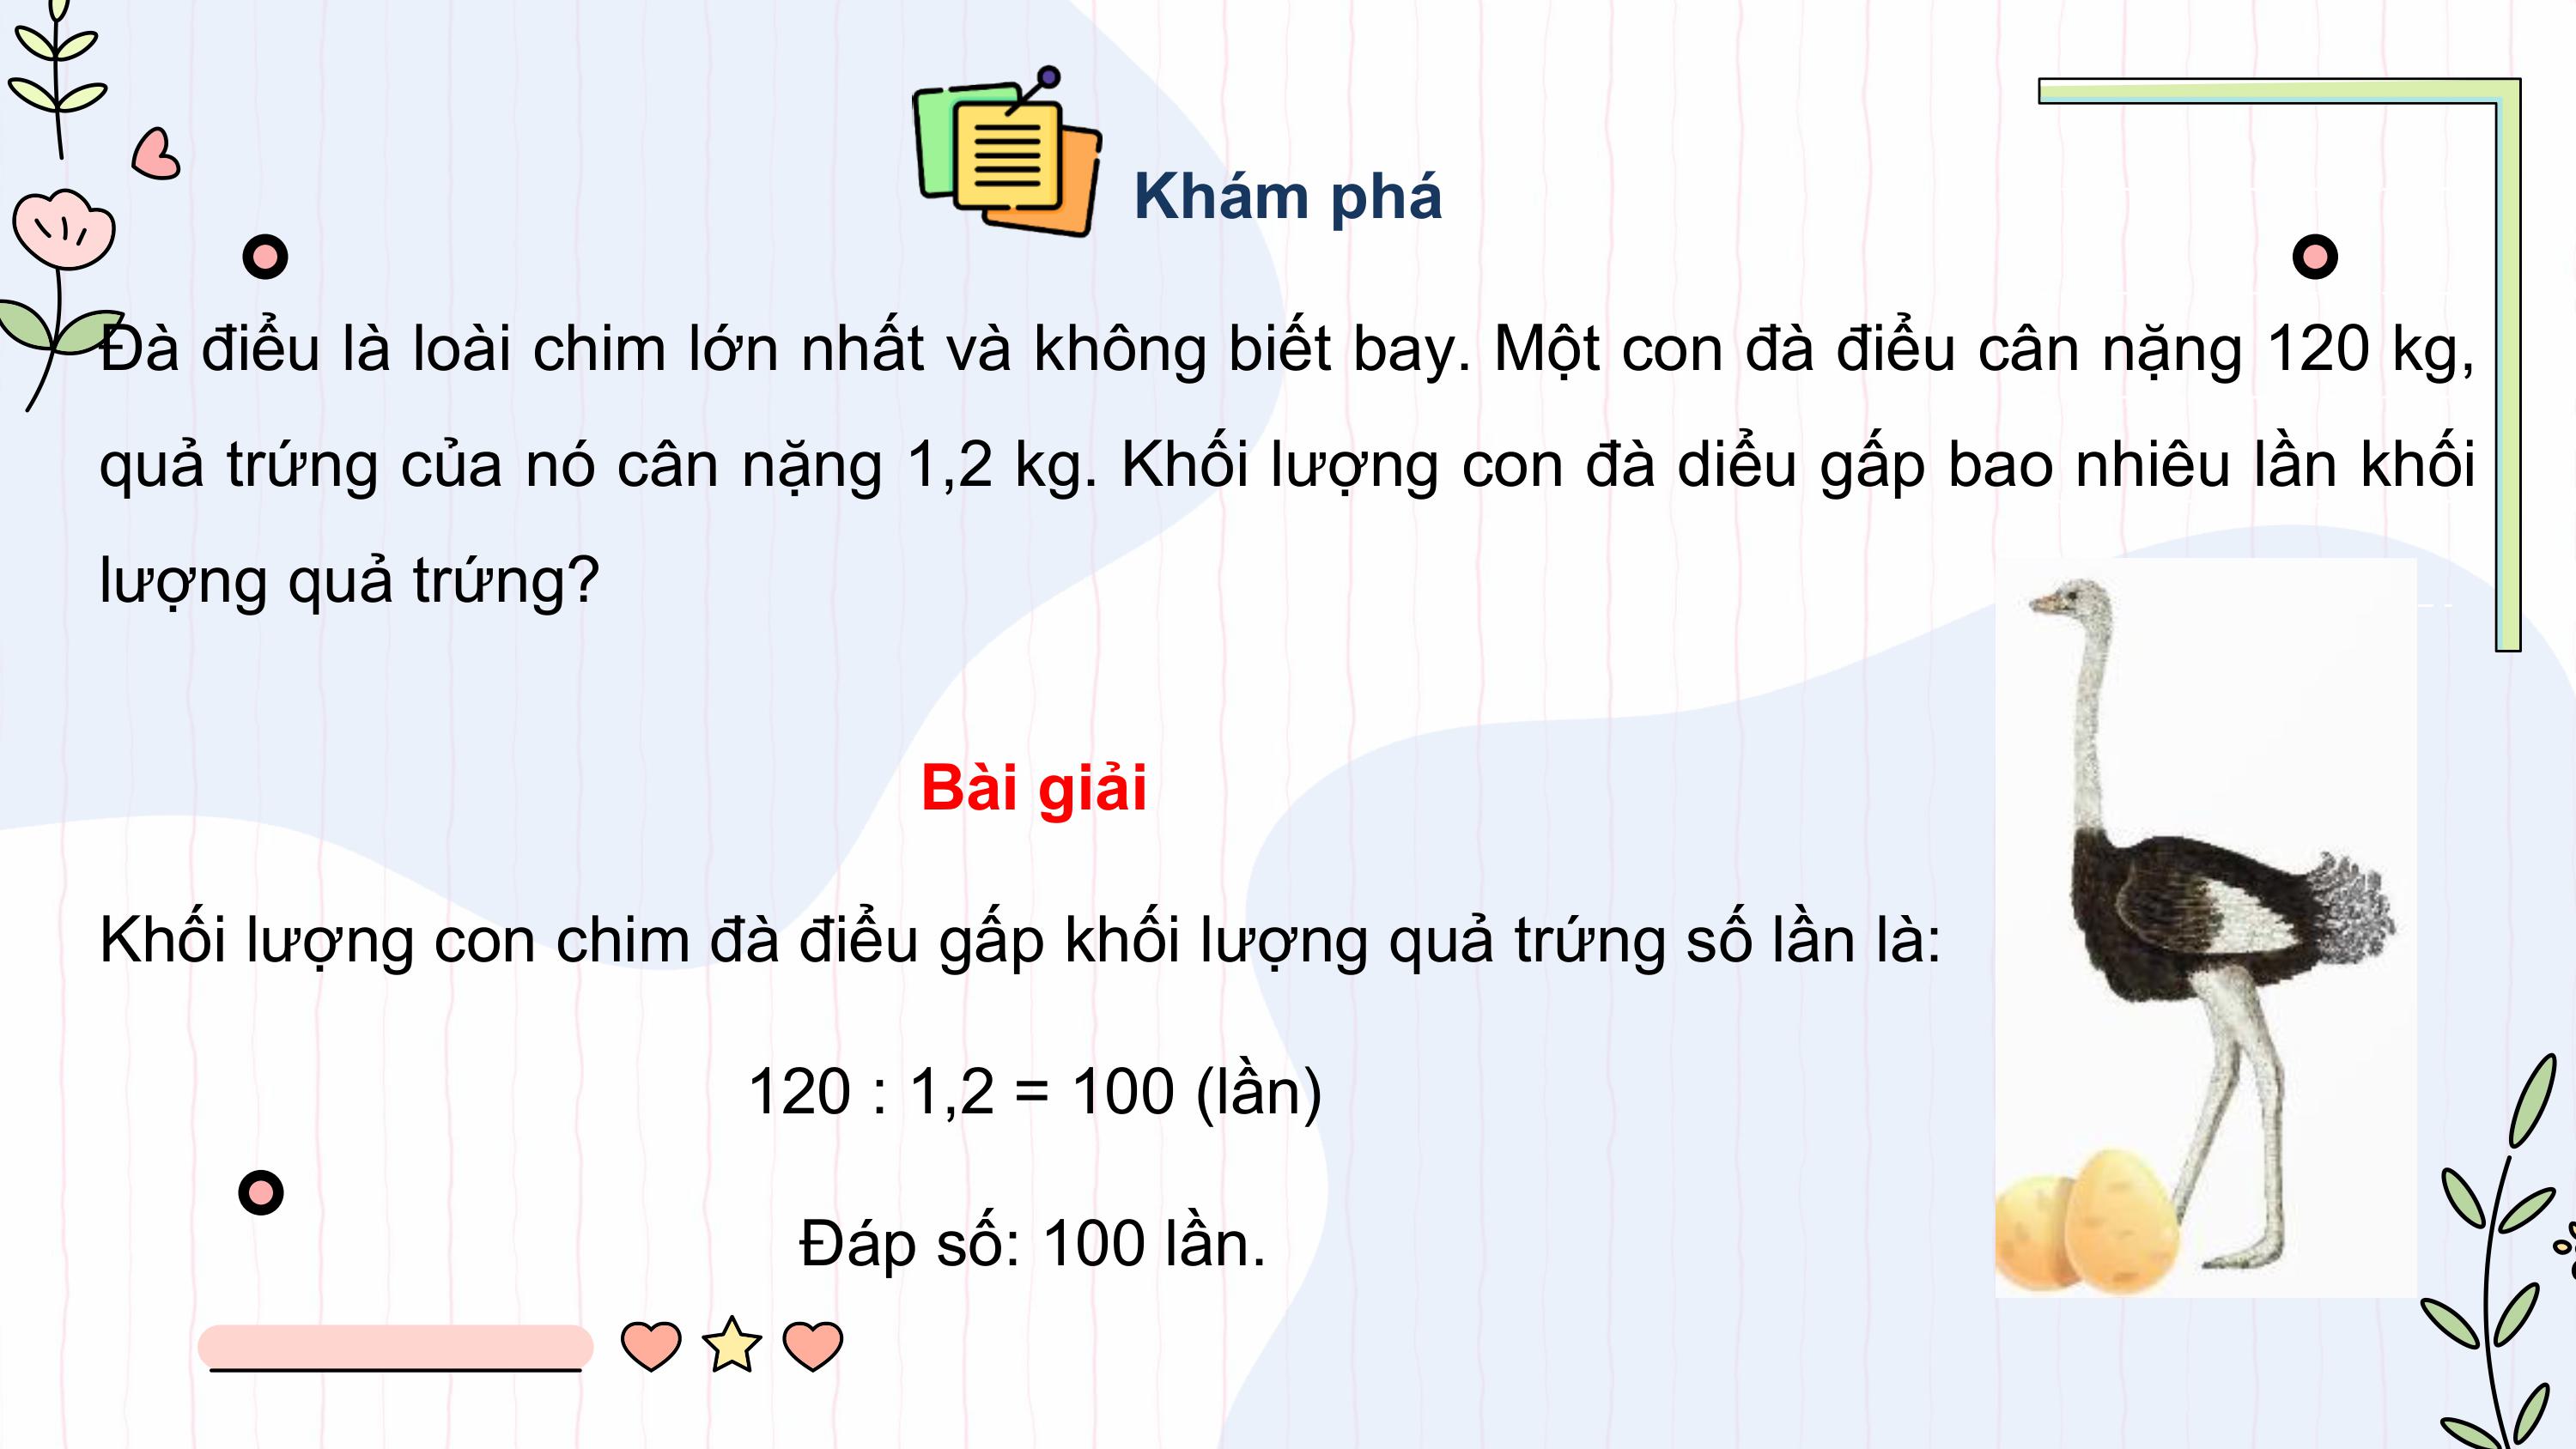 Khám phá
Đà điểu là loài chim lớn nhất và không biết bay. Một con đà điểu cân nặng 120 kg,
quả trứng của nó cân nặng 1,2 kg. Khối lượng con đà diểu gấp bao nhiêu lần khối
lượng quả trứng?
Bài giải
Khối lượng con chim đà điểu gấp khối lượng quả trứng số lần là:
120 : 1,2 = 100 (lần)
Đáp số: 100 lần.